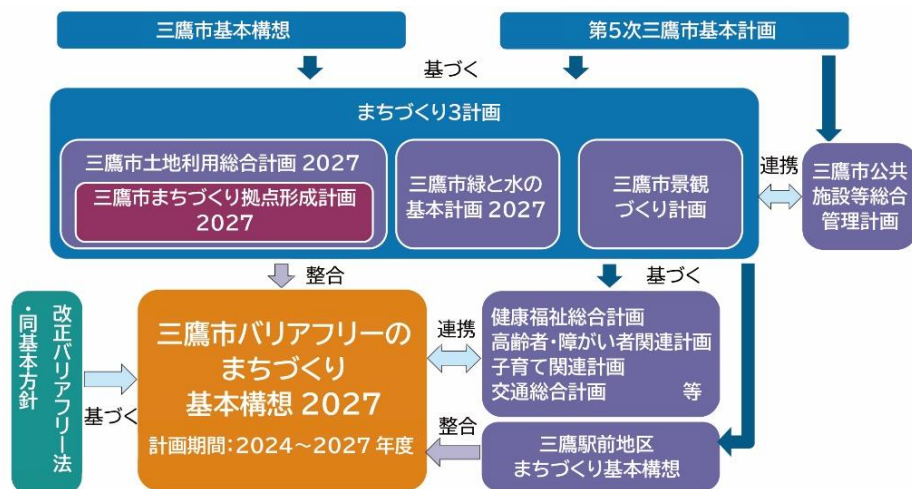 三鷹市基本構想
第5次三鷹市基本計画
基づく
まちづくり3計画
三鷹市土地利用総合計画 2027
三鷹市まちづくり拠点形成計画
2027
三鷹市緑と水の
基本計画 2027
三鷹市景観
づくり計画
連携
三鷹市公共
施設等総合
管理計画
整合
基づく
改正バリアフリー法
・同基本方針
基づく
三鷹市バリアフリーの
まちづくり
基本構想 2027
計画期間:2024～2027 年度
連携
健康福祉総合計画
高齢者・障がい者関連計画
子育て関連計画
交通総合計画　　　等
整合
三鷹駅前地区
まちづくり基本構想